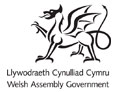 Llywodraeth Cynulliad Cymru
Welsh Assembly Government